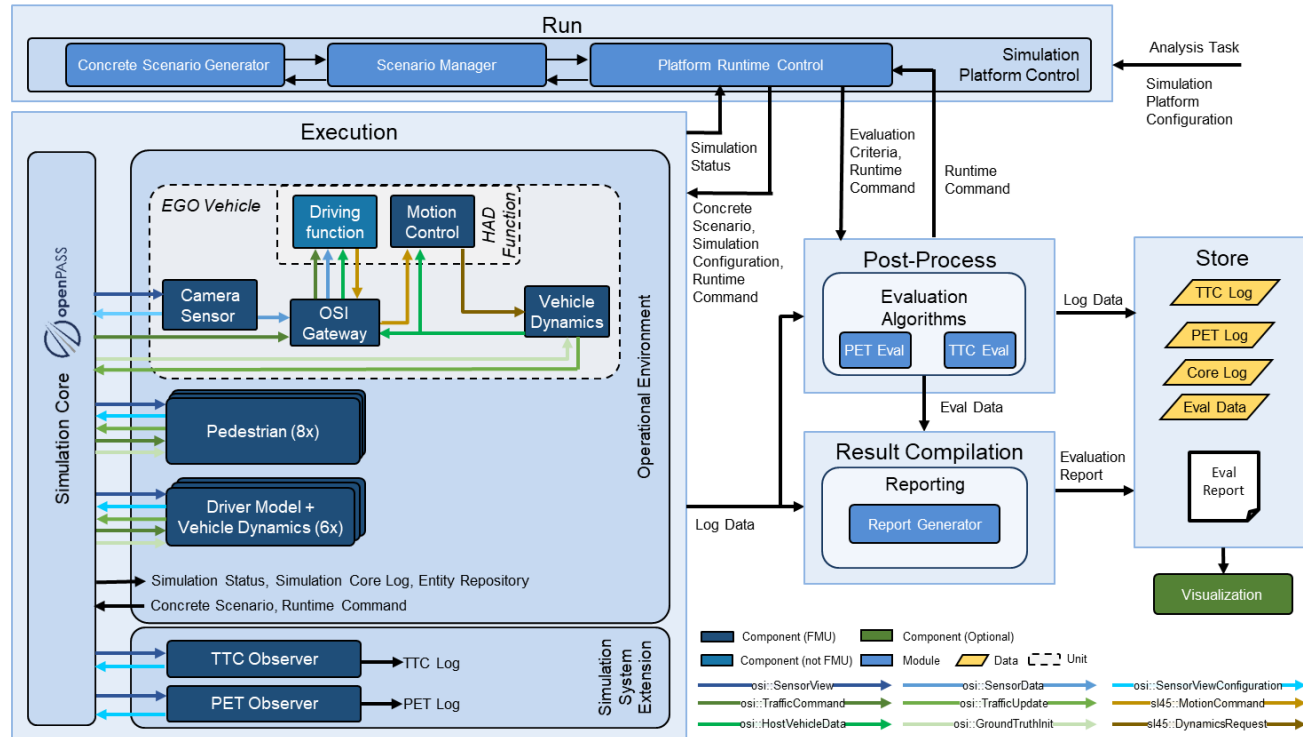 Run
Concrete Scenario Generator
Scenario Manager
Platform Runtime Control
Simulation
Platform Control
Analysis Task
Simulation
Platform
Configuration
Execution
Simulation
Status
Evaluation
Criteria,
Runtime
Command
Runtime
Command
Concrete
Scenario,
Simulation
Configuration,
Runtime
Command
Simulation Core
openPASS
Operational Environment
EGO Vehicle
HAD
Function
Driving
function
Motion
Control
Camera
Sensor
OSI
Gateway
Vehicle
Dynamics
Pedestrian (8x)
Driver Model +
Vehicle Dynamics (6x)
Simulation Status, Simulation Core Log, Entity Repository
Concrete Scenario, Runtime Command
TTC Observer
TTC Log
PET Observer
PET Log
Simulation
System
Extension
Log Data
Post-Process
Evaluation
Algorithms
PET Eval
TTC Eval
Log Data
Eval Data
Result Compilation
Reporting
Report Generator
Evaluation
Report
Store
TTC Log
PET Log
Core Log
Eval Data
Eval
Report
Visualization
Component (FMU)
Component (Optional)
Component (not FMU)
Module
Data
Unit
osi::SensorView
osi::SensorData
osi::SensorViewConfiguration
osi::TrafficCommand
osi::TrafficUpdate
sl45::MotionCommand
osi::HostVehicleData
osi::GroundTruthInit
sl45::DynamicsRequest